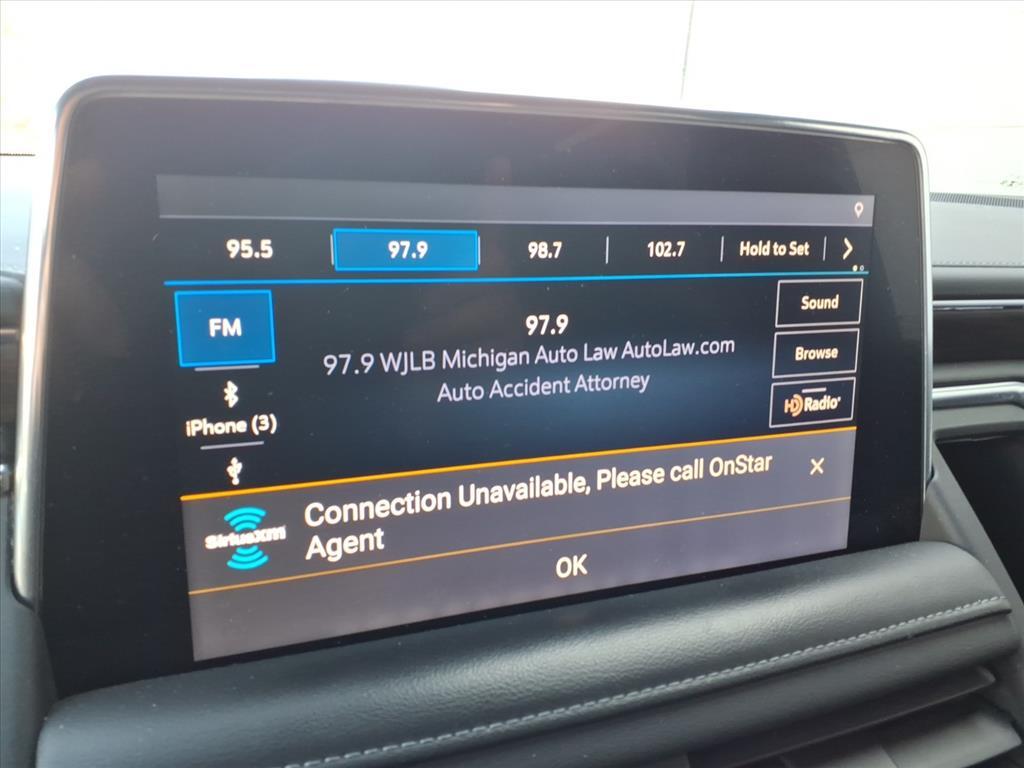 95.5 97.9 98.7 102.7 Hold to Set
FM
97.9
Sound
97.9 WJLB Michigan Auto Law AutoLaw.com
Auto Accident Attorney
Browse
iPhone (3)
HD Radio
SiriusXM
Connection Unavailable, Please call OnStar
Agent
OK